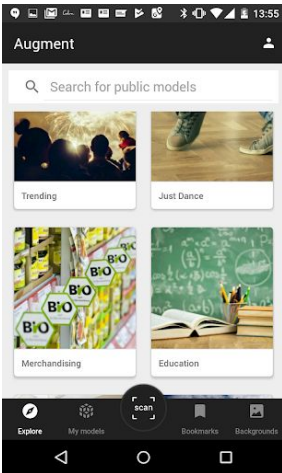 13:55
Augment
Search for public models
Trending
Just Dance
BIO
BIO
BIO
BIO
Merchandising
Education
scan
Explore
My models
Bookmarks
Backgrounds